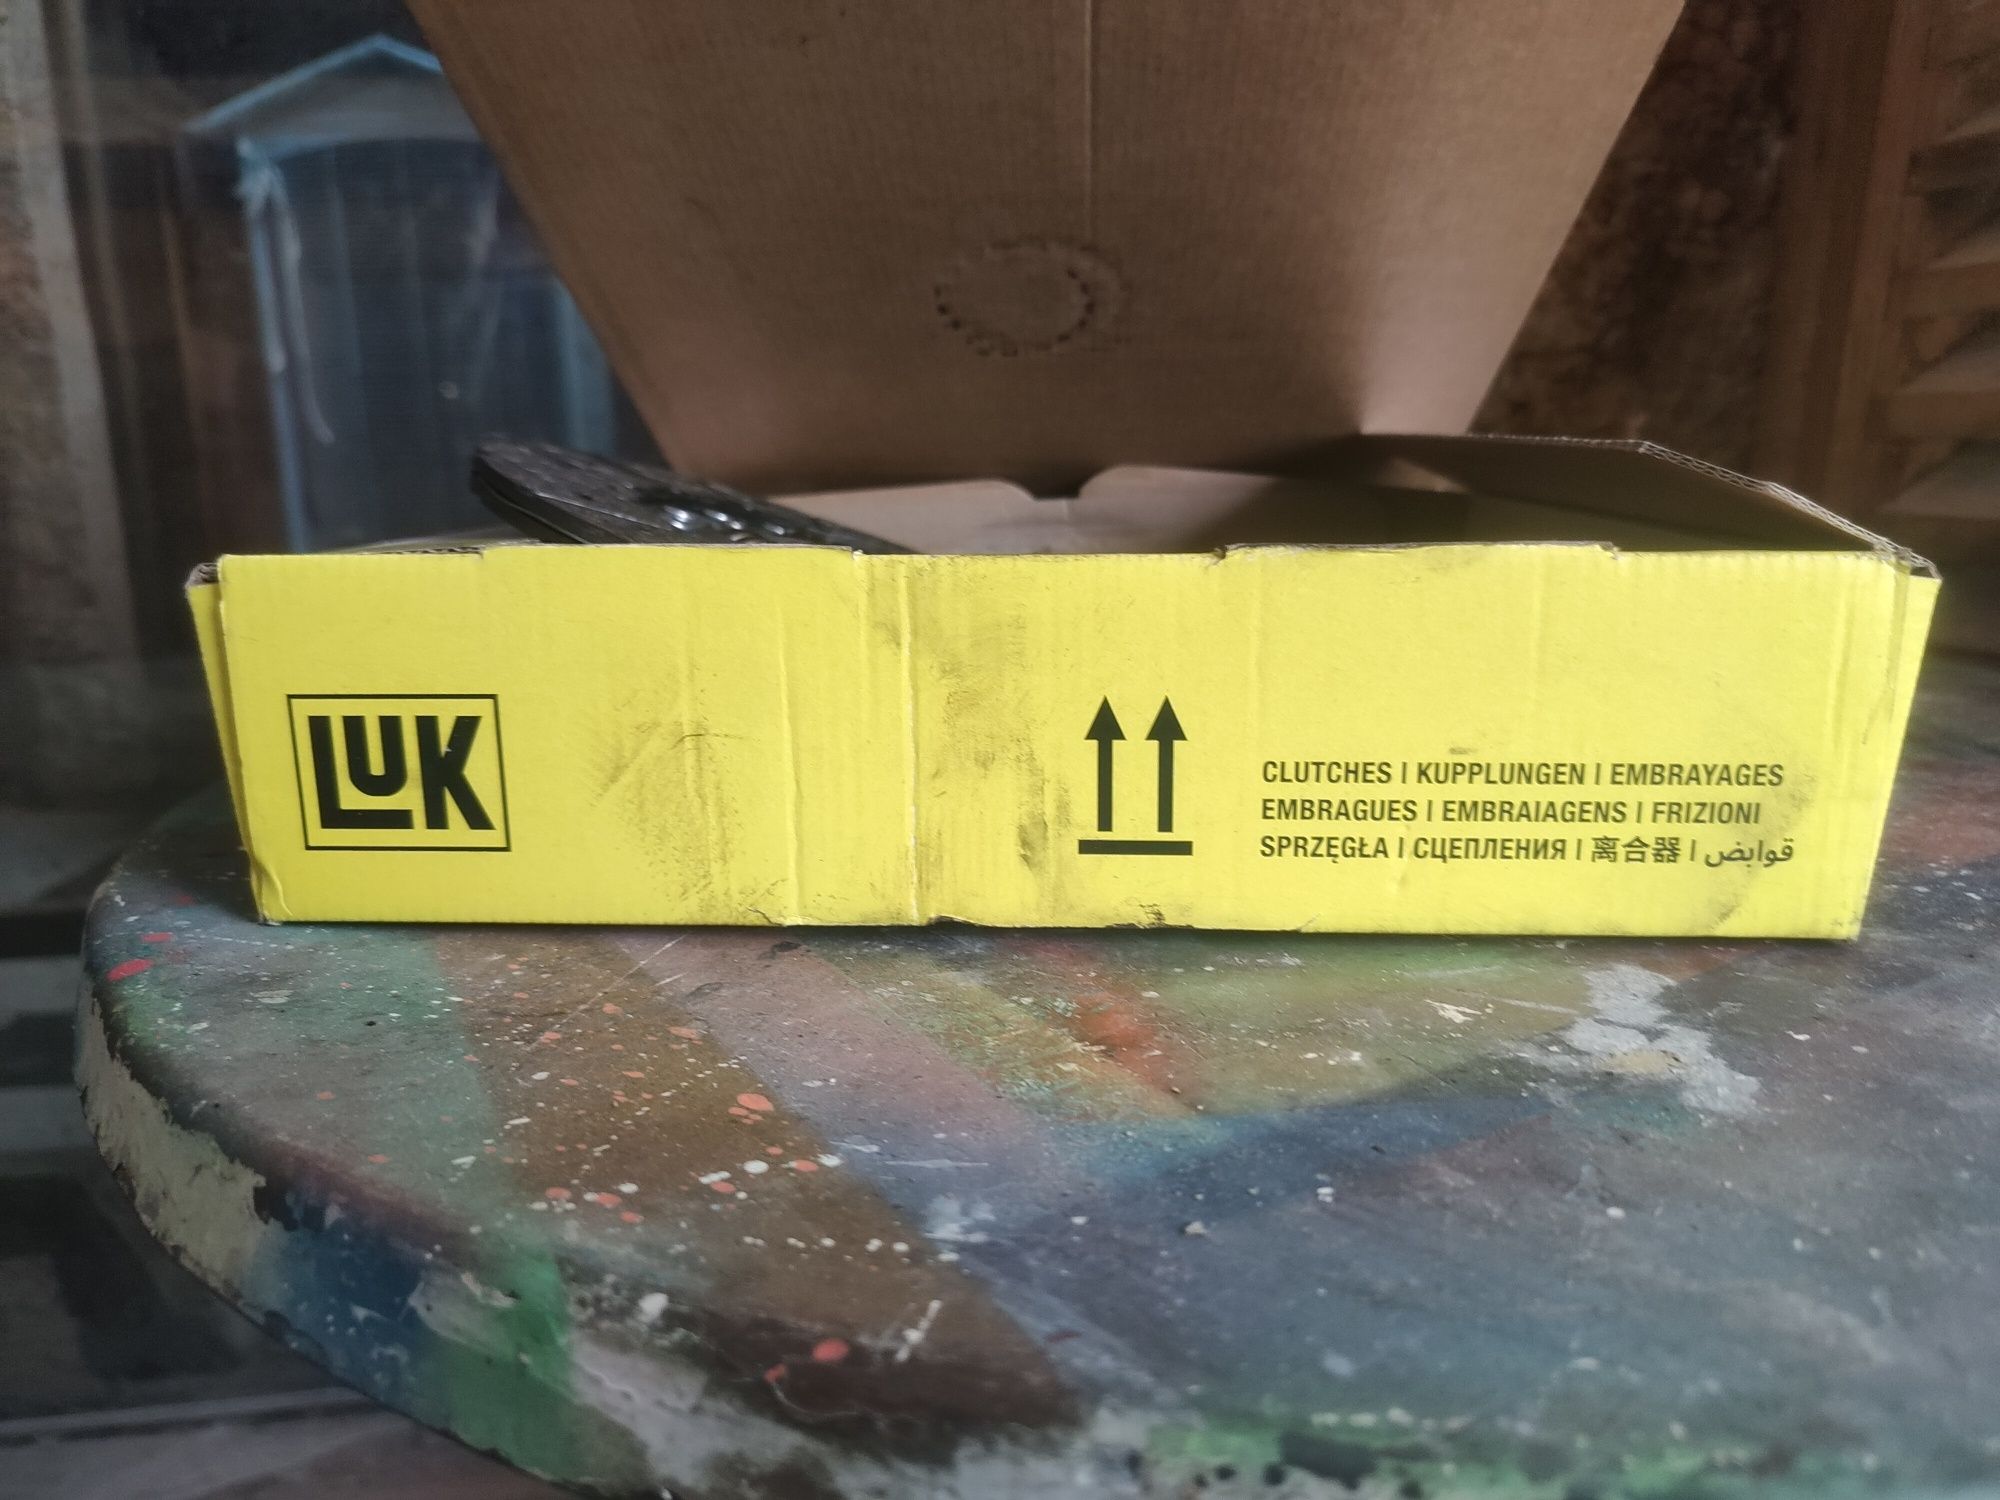 LUK
CLUTCHES | KUPPLUNGEN | EMBRAYAGES
EMBRAGUES | EMBRAIAGENS | FRIZIONI
SPRZĘGŁA | СЦЕПЛЕНИЯ | 离合器 | قوابض